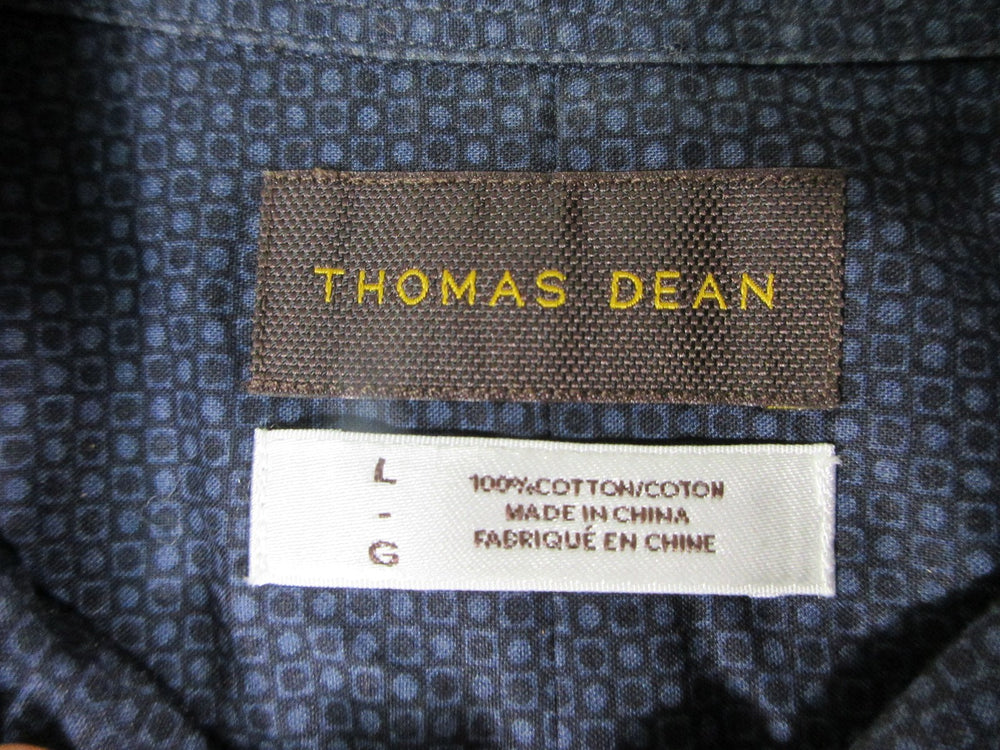 THOMAS DEAN
L
-
G
100%COTTON/COTON
MADE IN CHINA
FABRIQUÉ EN CHINE